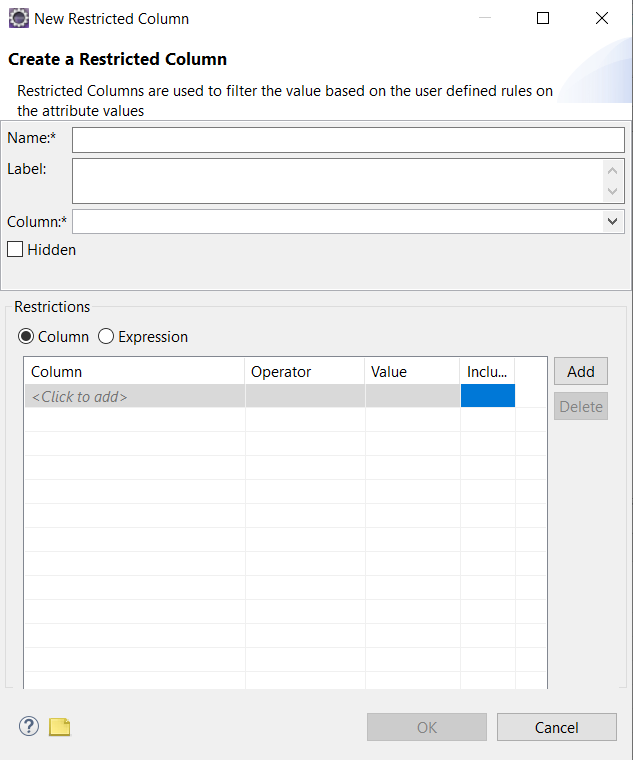 New Restricted Column
Create a Restricted Column
Restricted Columns are used to filter the value based on the user defined rules on
the attribute values
Name:*
Label:
Column:*
Hidden
Restrictions
Column Expression
Column Operator Value Inclu...
<Click to add>
Add
Delete
? OK Cancel